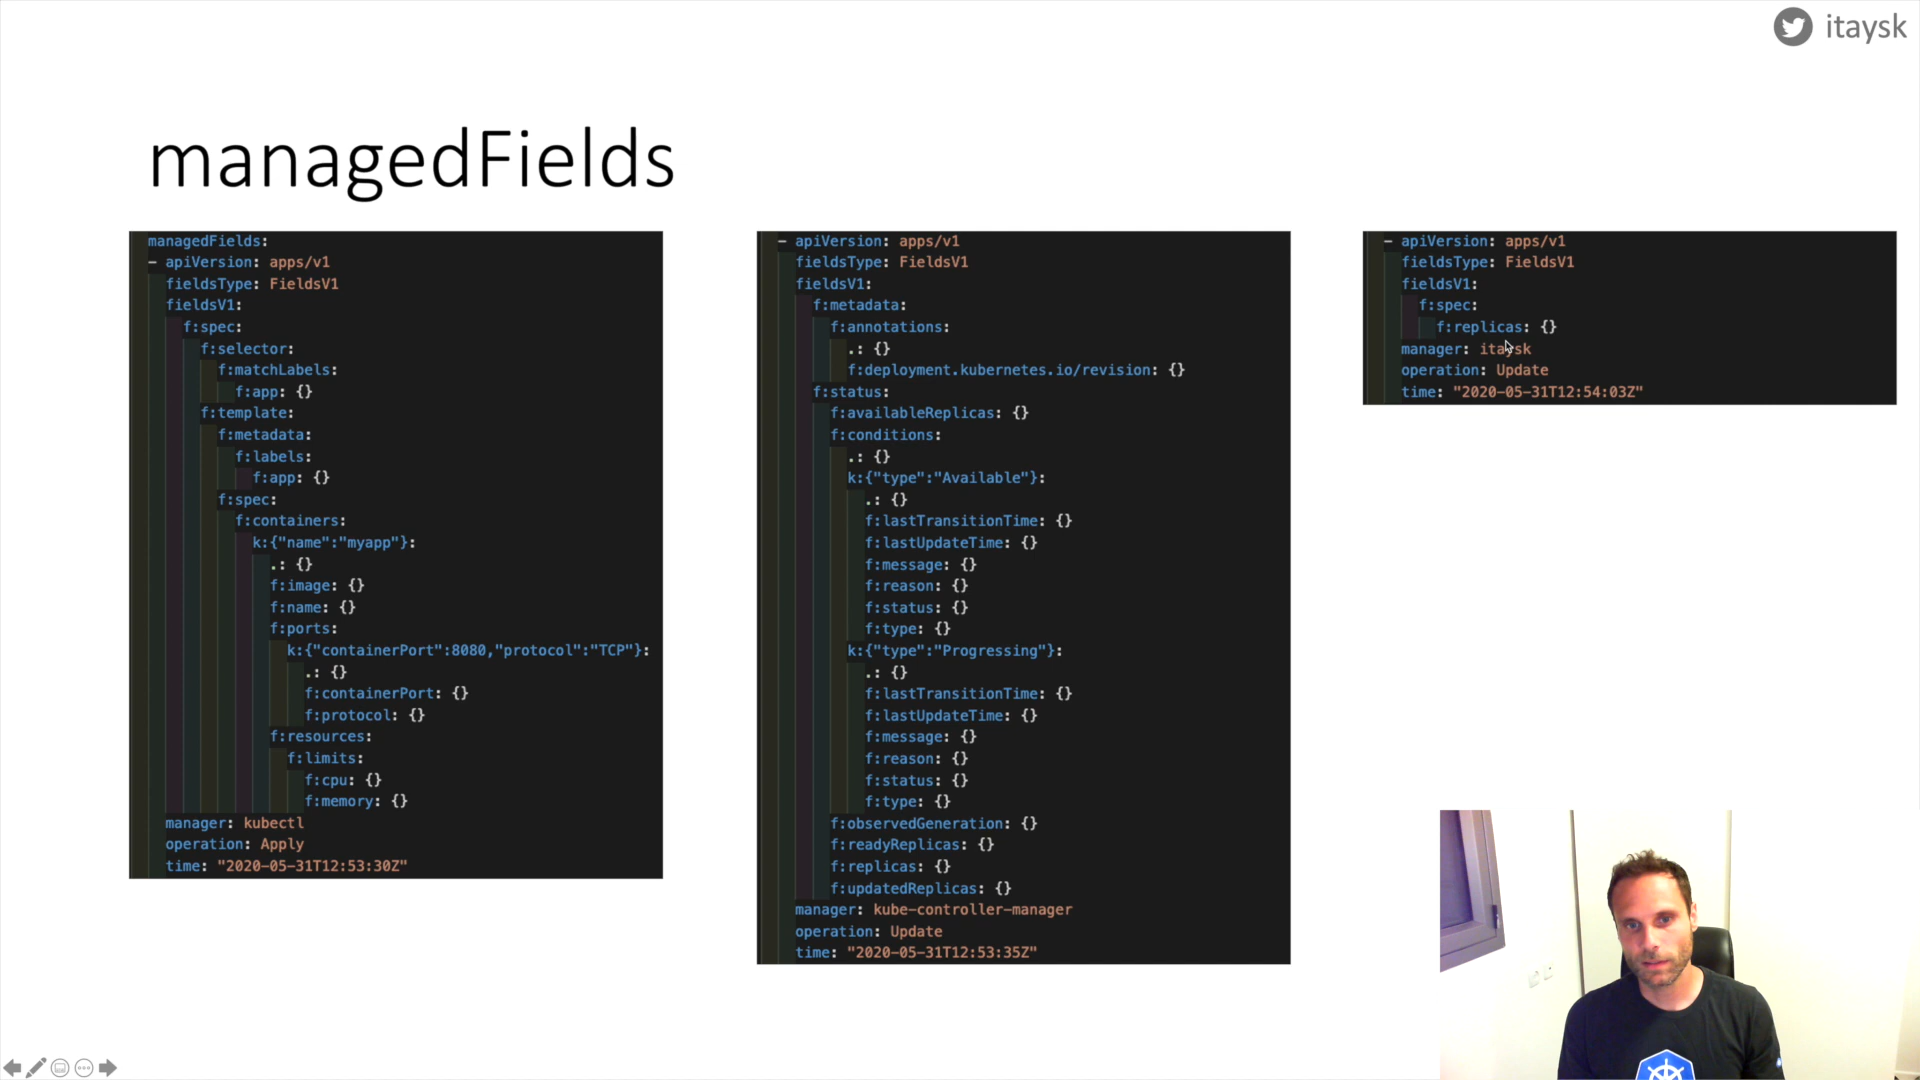 itaysk
managedFields
managedFields:
- apiVersion: apps/v1
fieldsType: FieldsV1
fieldsV1:
f:spec:
f:selector:
f:matchLabels:
f:app: {}
f:template:
f:metadata:
f:labels:
f:app: {}
f:spec:
f:containers:
k:{"name":"myapp"}:
.: {}
f:image: {}
f:name: {}
f:ports:
k:{"containerPort":8080,"protocol":"TCP"}:
.: {}
f:containerPort: {}
f:protocol: {}
f:resources:
f:limits:
f:cpu: {}
f:memory: {}
manager: kubectl
operation: Apply
time: "2020-05-31T12:53:30Z"
- apiVersion: apps/v1
fieldsType: FieldsV1
fieldsV1:
f:metadata:
f:annotations:
.: {}
f:deployment.kubernetes.io/revision: {}
f:status:
f:availableReplicas: {}
f:conditions:
.: {}
k:{"type":"Available"}:
.: {}
f:lastTransitionTime: {}
f:lastUpdateTime: {}
f:message: {}
f:reason: {}
f:status: {}
f:type: {}
k:{"type":"Progressing"}:
.: {}
f:lastTransitionTime: {}
f:lastUpdateTime: {}
f:message: {}
f:reason: {}
f:status: {}
f:type: {}
f:observedGeneration: {}
f:readyReplicas: {}
f:replicas: {}
f:updatedReplicas: {}
manager: kube-controller-manager
operation: Update
time: "2020-05-31T12:53:35Z"
- apiVersion: apps/v1
fieldsType: FieldsV1
fieldsV1:
f:spec:
f:replicas: {}
manager: itaysk
operation: Update
time: "2020-05-31T12:54:03Z"